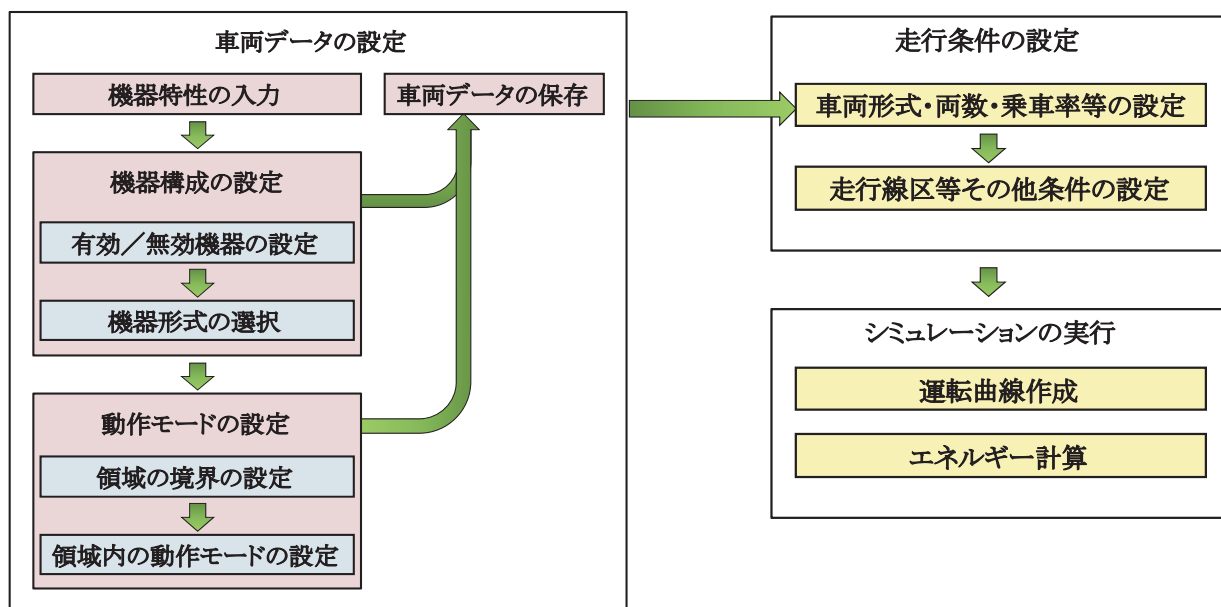 車両データの設定
機器特性の入力
車両データの保存
機器構成の設定
有効／無効機器の設定
機器形式の選択
動作モードの設定
領域の境界の設定
領域内の動作モードの設定
走行条件の設定
車両形式・両数・乗車率等の設定
走行線区等その他条件の設定
シミュレーションの実行
運転曲線作成
エネルギー計算